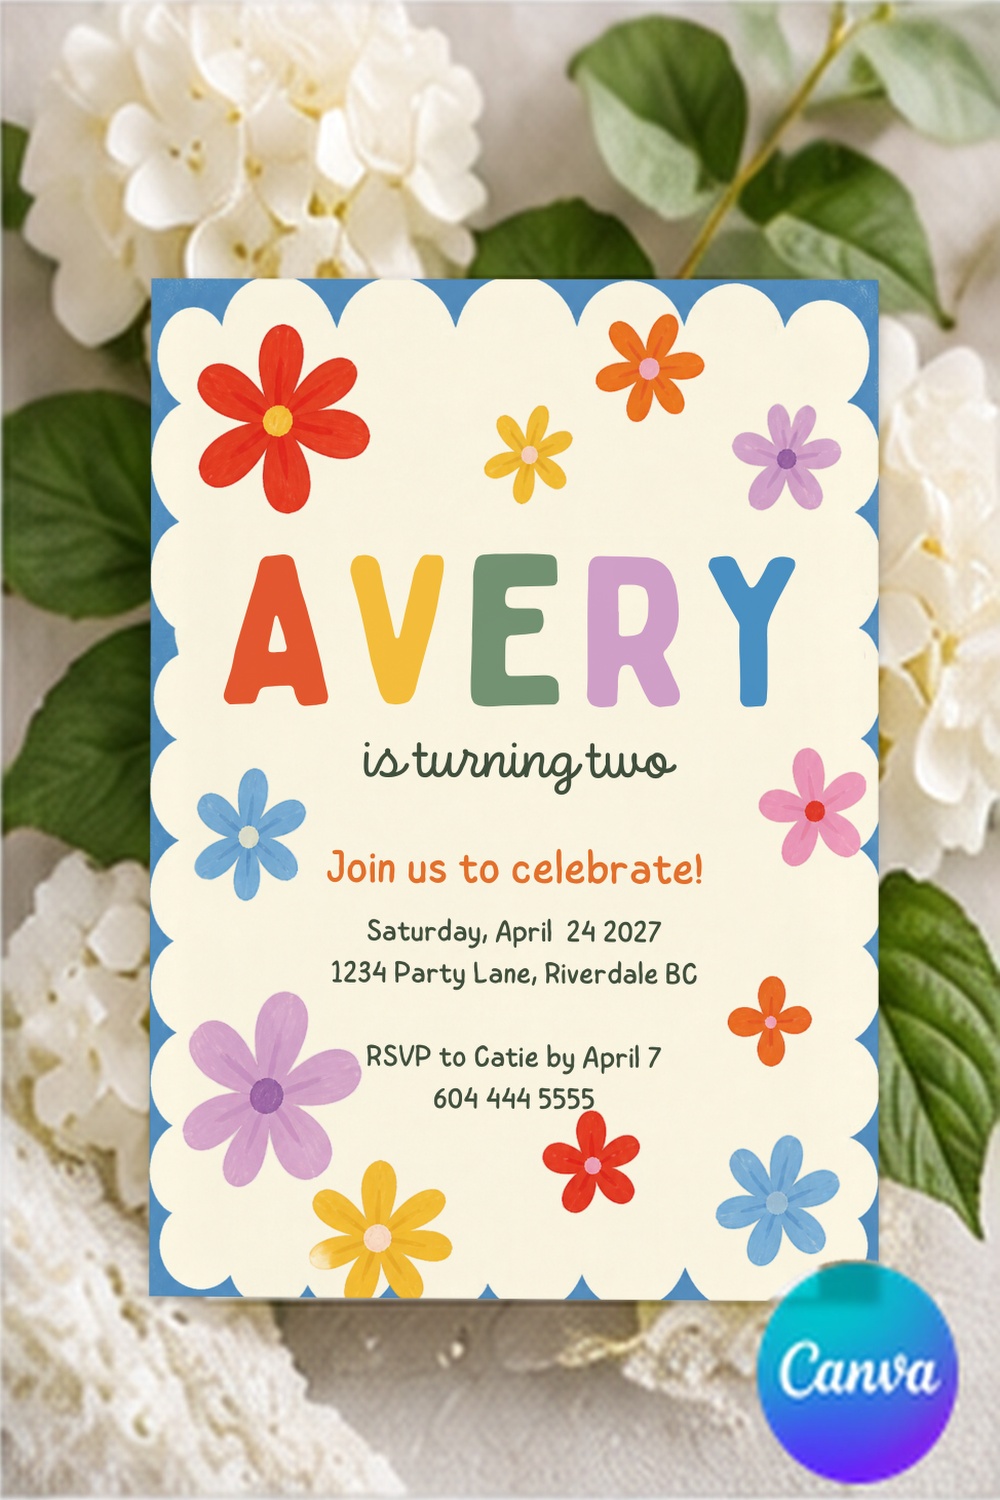 AVERY
is turning two
Join us to celebrate!
Saturday, April 24 2027
1234 Party Lane, Riverdale BC
RSVP to Catie by April 7
604 444 5555
Canva